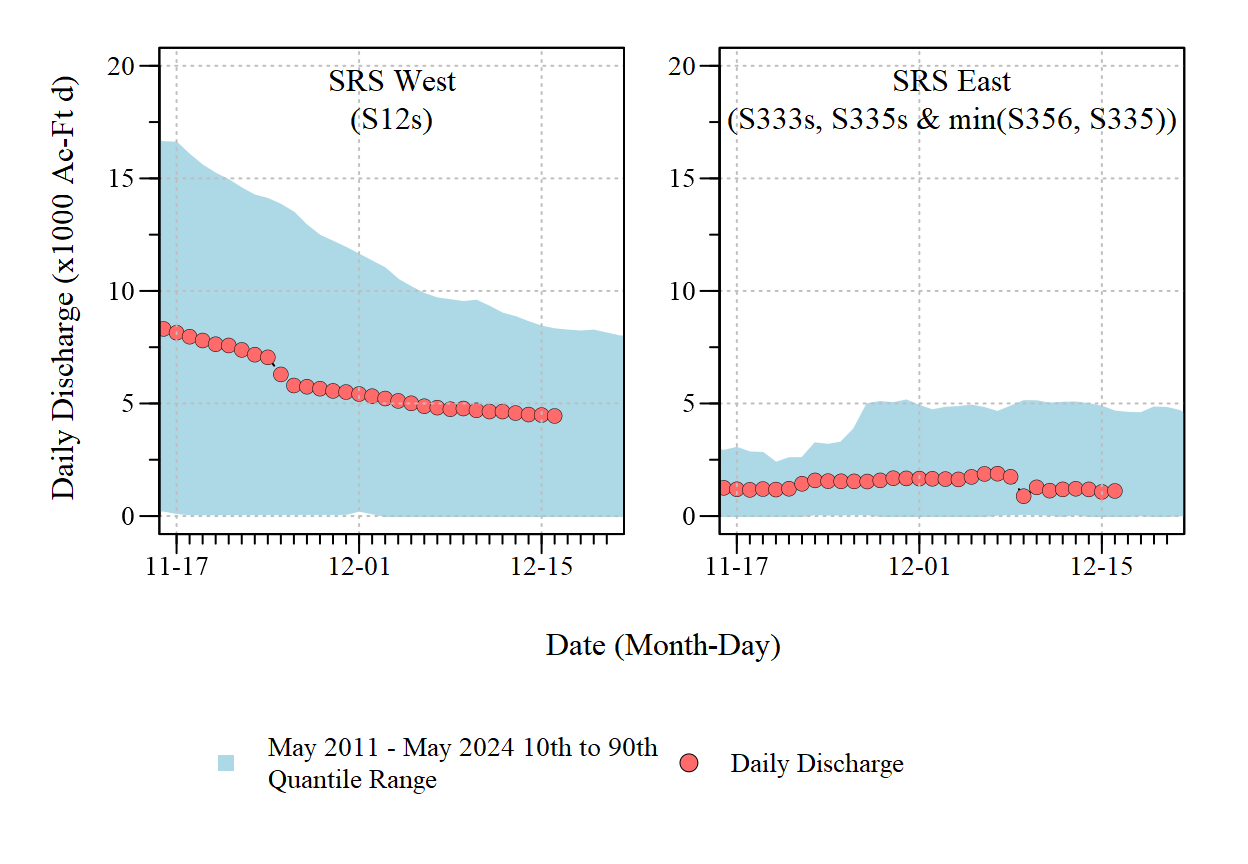 SRS West
(S12s)
SRS East
(S333s, S335s & min(S356, S335))
Daily Discharge (x1000 Ac-Ft d)
20
15
10
5
0
20
15
10
5
0
11-17
12-01
12-15
11-17
12-01
12-15
Date (Month-Day)
May 2011 - May 2024 10th to 90th
Quantile Range
Daily Discharge